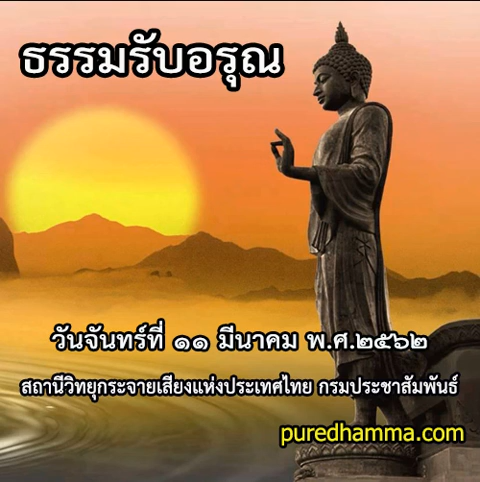 ธรรมรับอรุณ
วันจันทร์ที่ ๑๑ มีนาคม พ.ศ.๒๕๖๒
สถานีวิทยุกระจายเสียงแห่งประเทศไทย กรมประชาสัมพันธ์
puredhamma.com